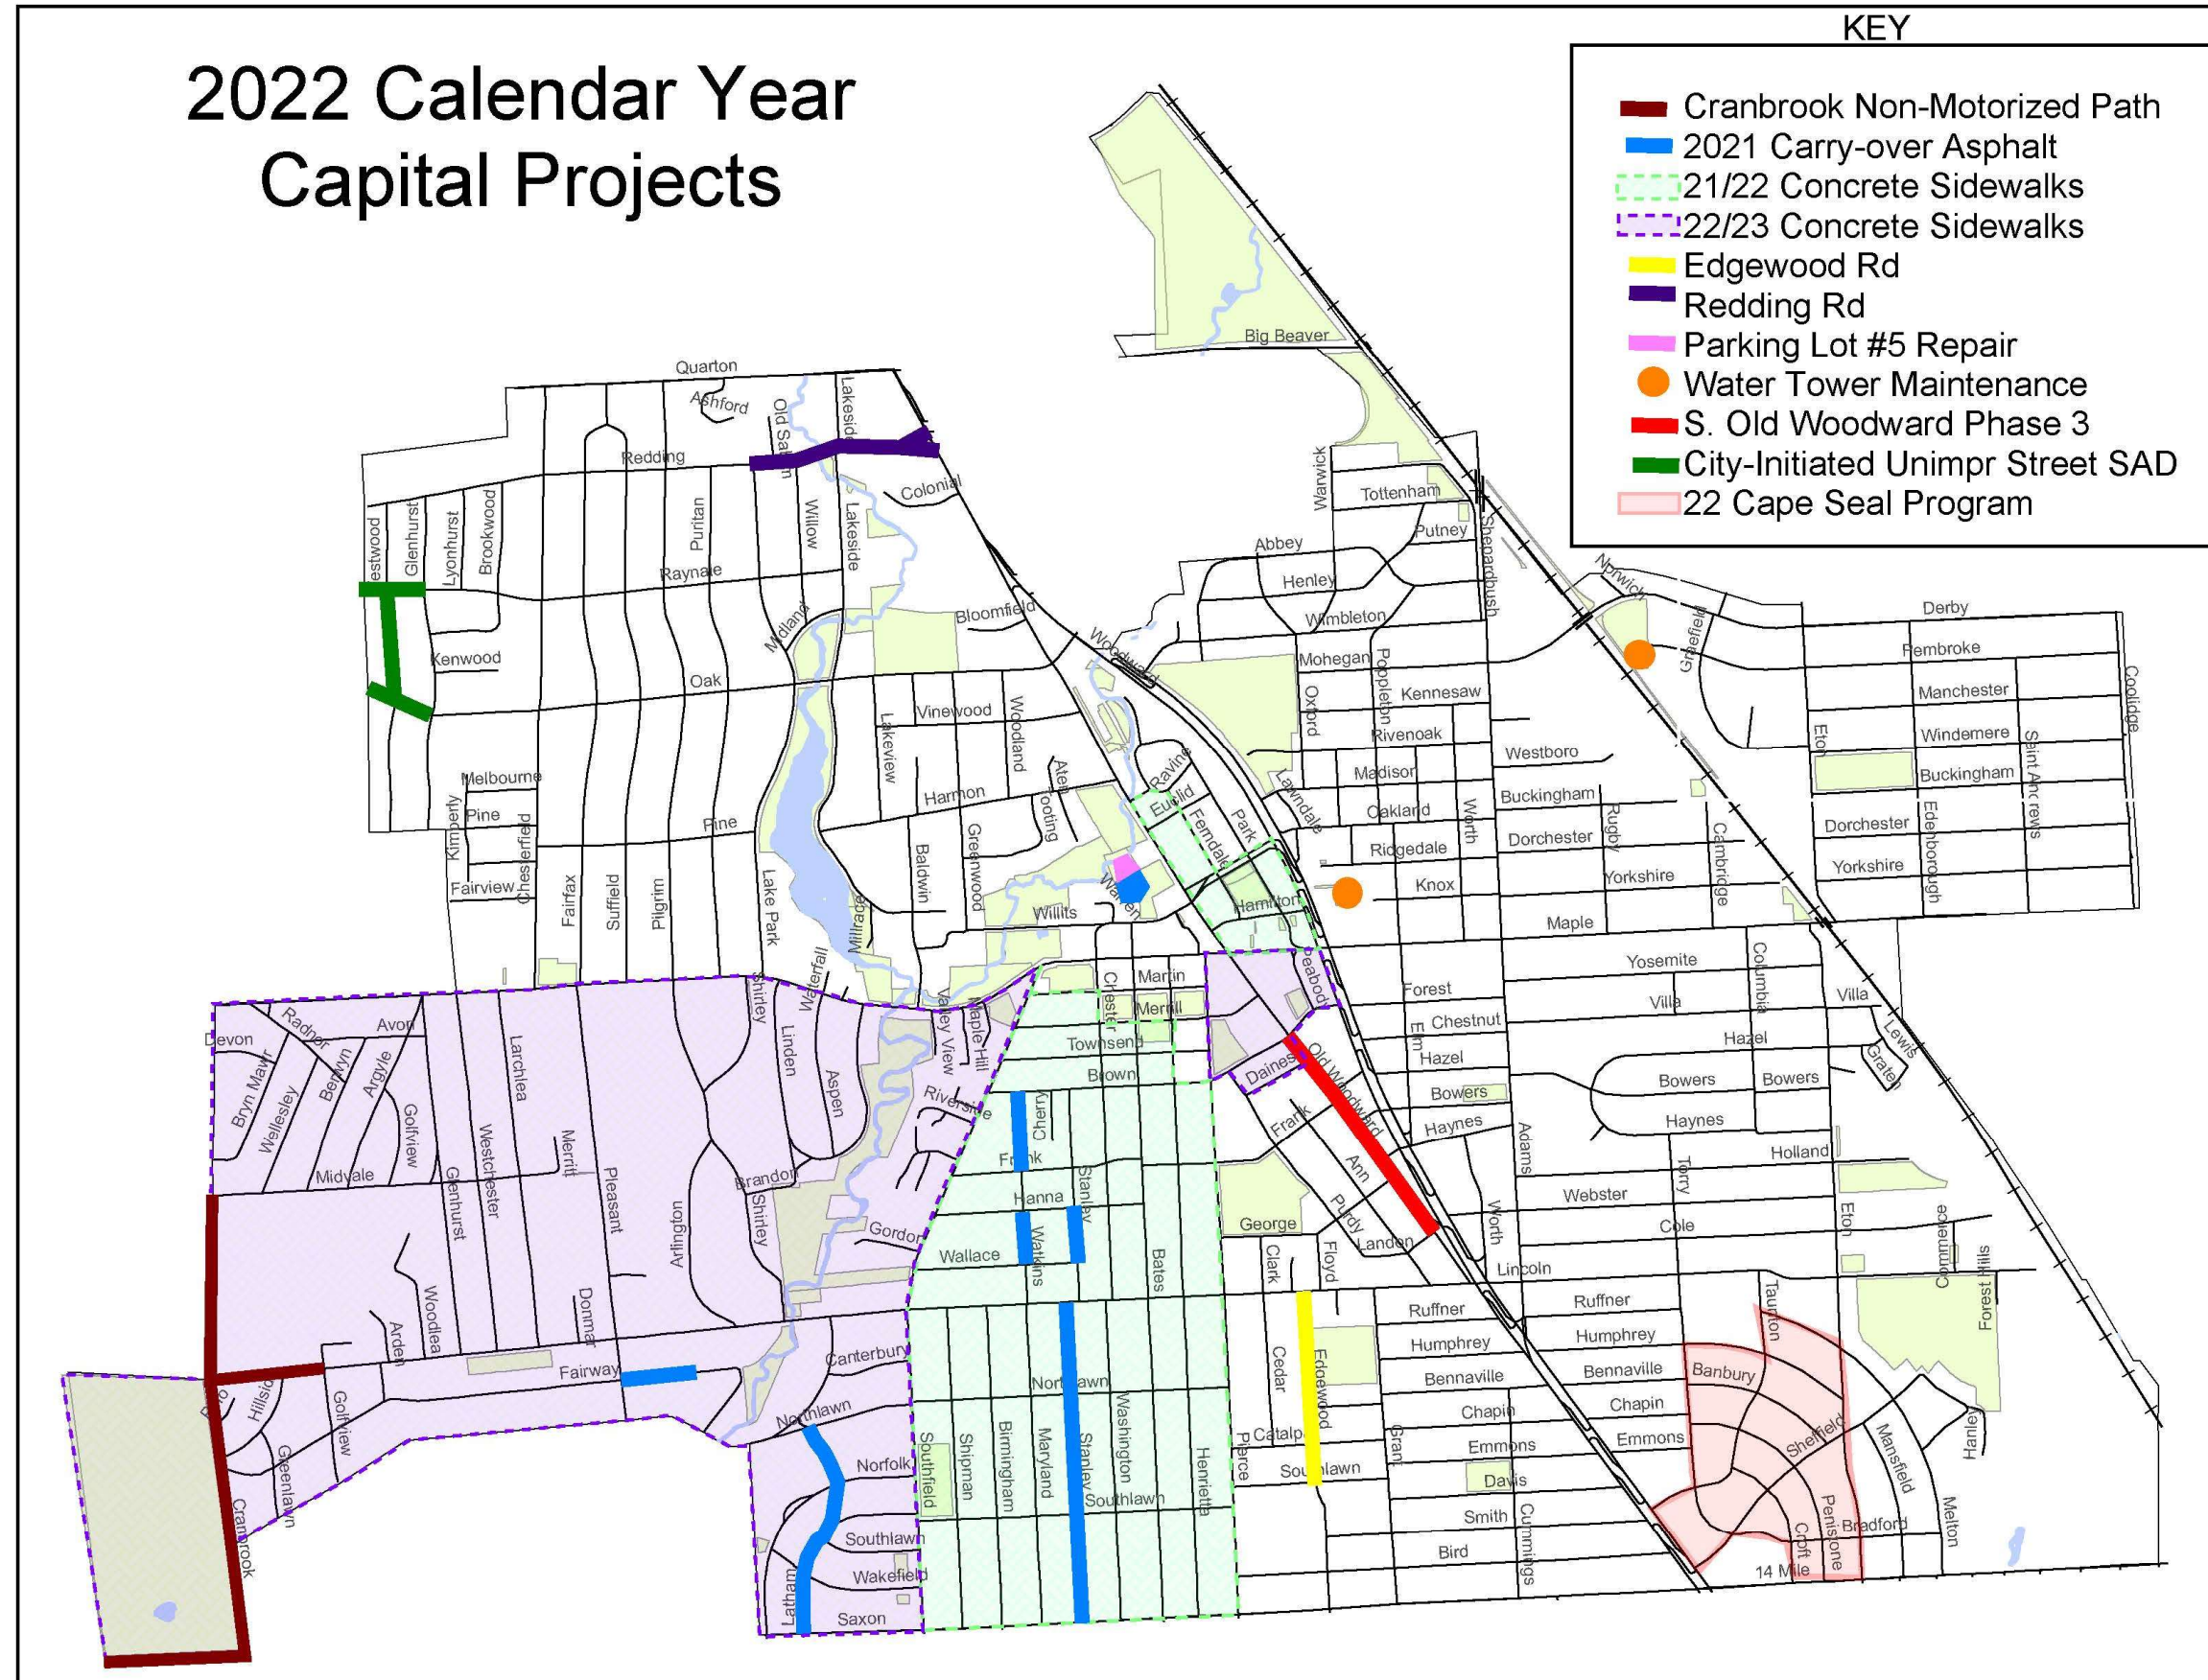 KEY
2022 Calendar Year
Capital Projects
Cranbrook Non-Motorized Path
2021 Carry-over Asphalt
21/22 Concrete Sidewalks
22/23 Concrete Sidewalks
Edgewood Rd
Redding Rd
Parking Lot #5 Repair
Water Tower Maintenance
S. Old Woodward Phase 3
City-Initiated Unimpr Street SAD
22 Cape Seal Program
Big Beaver
Quarton
Ashford
Lakeside
Redding
Colonial
Warwick
Tottenham
Putney
Shepardbush
estwood
Glenhurst
Lyonhurst
Brookwood
Puritan
Willow
Lakeside
Abbey
Henley
Wimbleton
Norwich
Graefield
Derby
Raynale
Midland
Bloomfield
Woodward
Mohegan
Poppleton
Pembroke
Kenwood
Oak
Oxford
Kennesaw
Manchester
Coolidge
Lakeview
Vinewood
Woodland
Rivenoak
Westboro
Eton
Windemere
Melbourne
Aten
Ravine
Madison
Buckingham
Harmon
Tooting
Euclid
Lawndale
Buckingham
Kimberly
Pine
Pine
Ferndale
Park
Oakland
Worth
Rugby
Dorchester
Edenborough
Saint Andrews
Chesterfield
Baldwin
Greenwood
Ridgedale
Dorchester
Cambridge
Yorkshire
Fairview
Fairfax
Suffield
Pilgrim
Lake Park
Millrace
Willits
Warren
Hamilton
Knox
Yorkshire
Maple
Shirley
Waterfall
Martin
Chester
Merrill
Peabody
Forest
Yosemite
Columbia
Villa
Villa
Devon
Radnor
Avon
Larchlea
Linden
Valley View
Maple Hill
Townsend
Elm
Chestnut
Hazel
Hazel
Lewis
Graten
Bryn Mawr
Wellesley
Berwyn
Argyle
Aspen
Brown
Daines
Old Woodward
Bowers
Bowers
Bowers
Golfview
Riverside
Cherry
Frank
Haynes
Haynes
Adams
Midvale
Glenhurst
Westchester
Merritt
Pleasant
Arlington
Brandon
Shirley
Frank
Stanley
Ann
Holland
Hanna
Torry
Webster
Purdy
George
Worth
Cole
Eton
Commerce
Forest Hills
Gordon
Wallace
Watkins
Bates
Clark
Floyd
Landon
Lincoln
Woodlea
Arden
Donmar
Ruffner
Ruffner
Taunton
Fairway
Canterbury
Cedar
Edgewood
Humphrey
Humphrey
Hillside
Golfview
Northlawn
Bennaville
Bennaville
Banbury
Northlawn
Washington
Chapin
Chapin
Greenlawn
Norfolk
Southfield
Shipman
Birmingham
Maryland
Stanley
Henrietta
Pierce
Catalpa
Grant
Emmons
Emmons
Sheffield
Mansfield
Hanley
Southlawn
Davis
Cranbrook
Southlawn
Southlawn
Smith
Cummings
Croft
Penistone
Bradford
Melton
Wakefield
Bird
14 Mile
Latham
Saxon